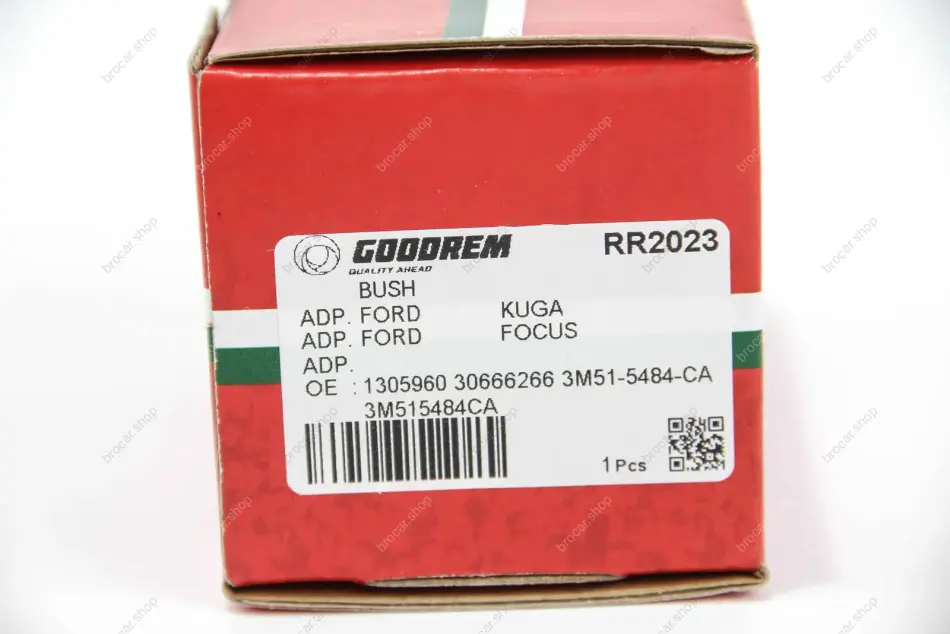 GOODREM
QUALITY AHEAD
RR2023
BUSH
ADP. FORD KUGA
ADP. FORD FOCUS
ADP.
OE : 1305960 30666266 3M51-5484-CA
3M515484CA
1 Pcs
brocar.shop